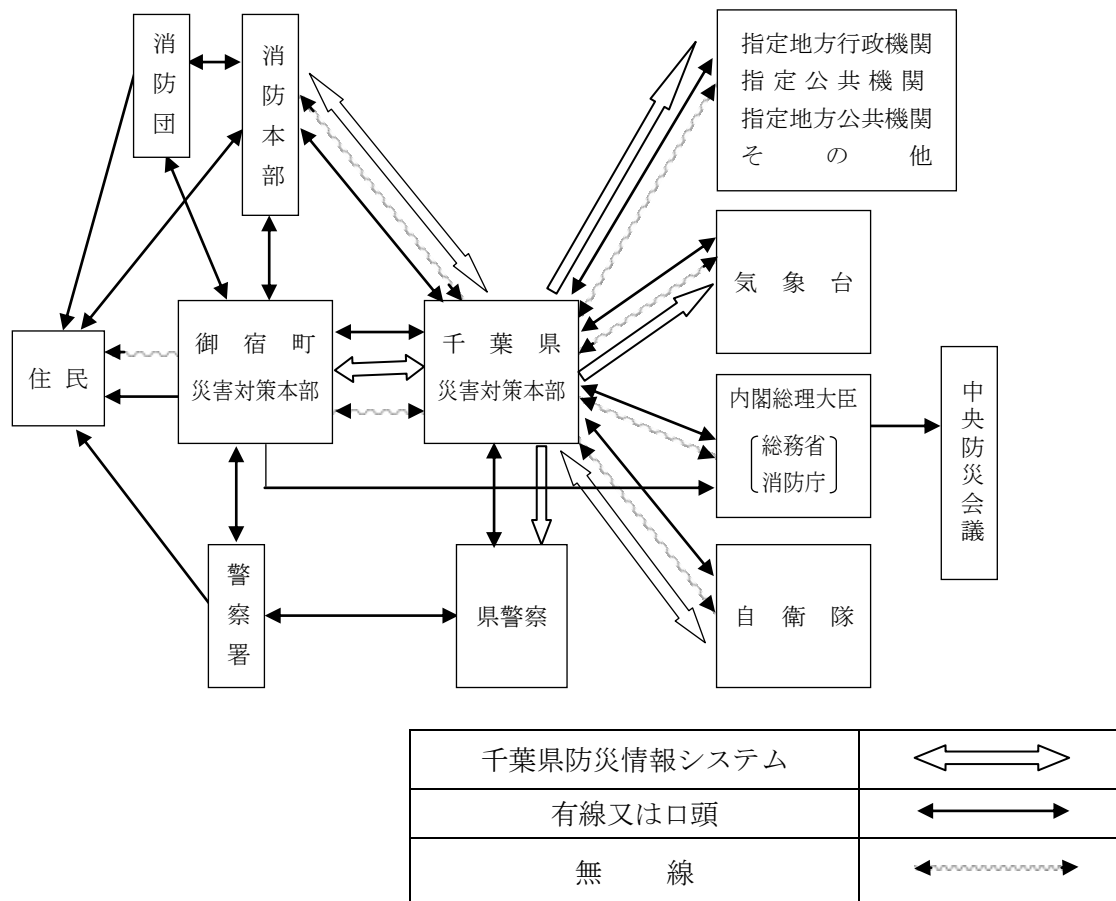 消防団
消防本部
指定地方行政機関
指定公共機関
指定地方公共機関
その他
気象台
住民
御宿町
災害対策本部
千葉県
災害対策本部
内閣総理大臣
総務省
消防庁
中央防災会議
警察署
県警察
自衛隊
千葉県防災情報システム
有線又は口頭
無線